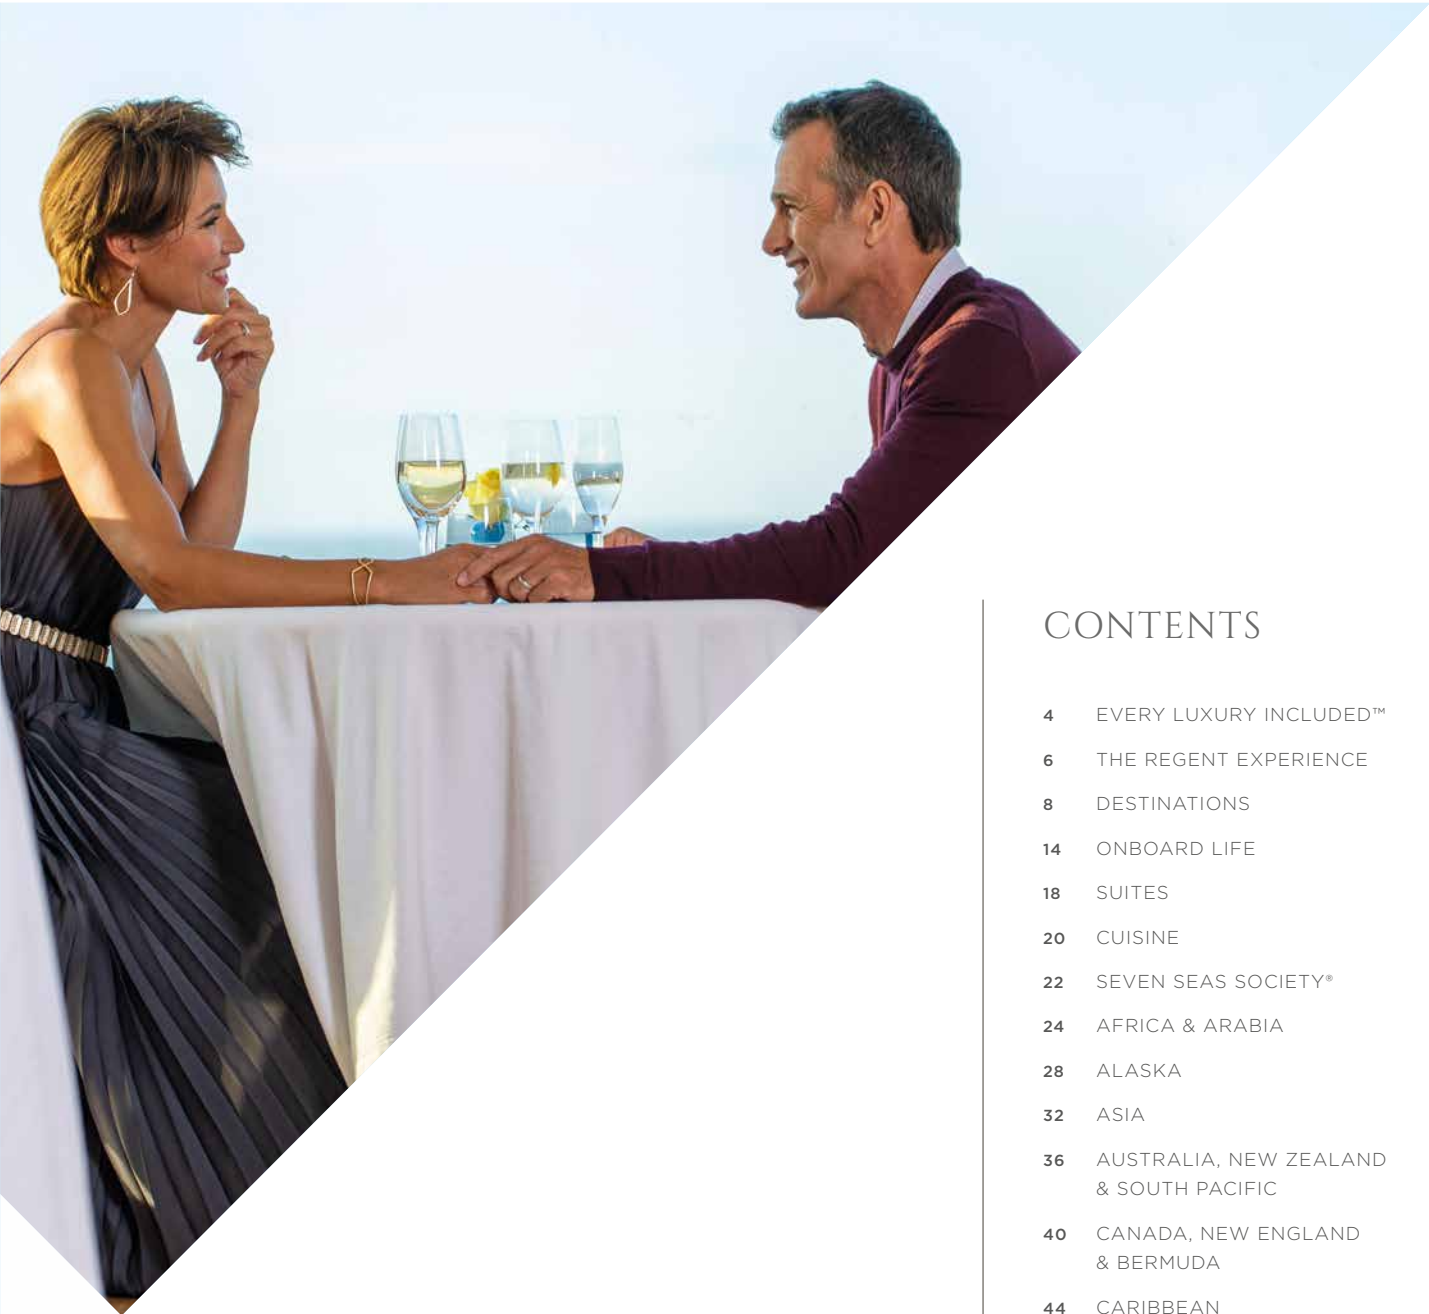 CONTENTS
4 EVERY LUXURY INCLUDED™
6 THE REGENT EXPERIENCE
8 DESTINATIONS
14 ONBOARD LIFE
18 SUITES
20 CUISINE
22 SEVEN SEAS SOCIETY®
24 AFRICA & ARABIA
28 ALASKA
32 ASIA
36 AUSTRALIA, NEW ZEALAND
& SOUTH PACIFIC
40 CANADA, NEW ENGLAND
& BERMUDA
44 CARIBBEAN